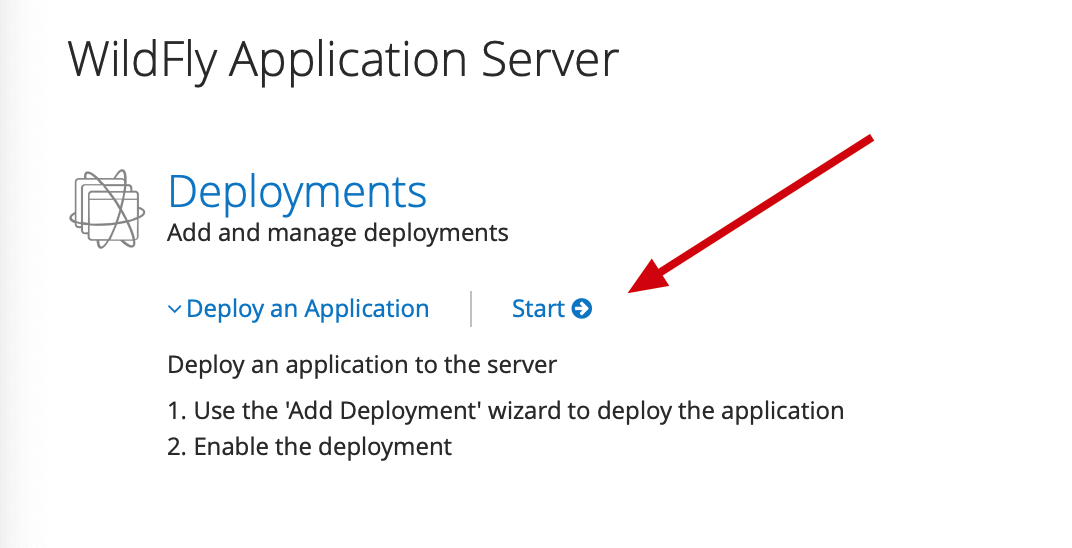 WildFly Application Server
Deployments
Add and manage deployments
Deploy an Application Start
Deploy an application to the server
1. Use the 'Add Deployment' wizard to deploy the application
2. Enable the deployment